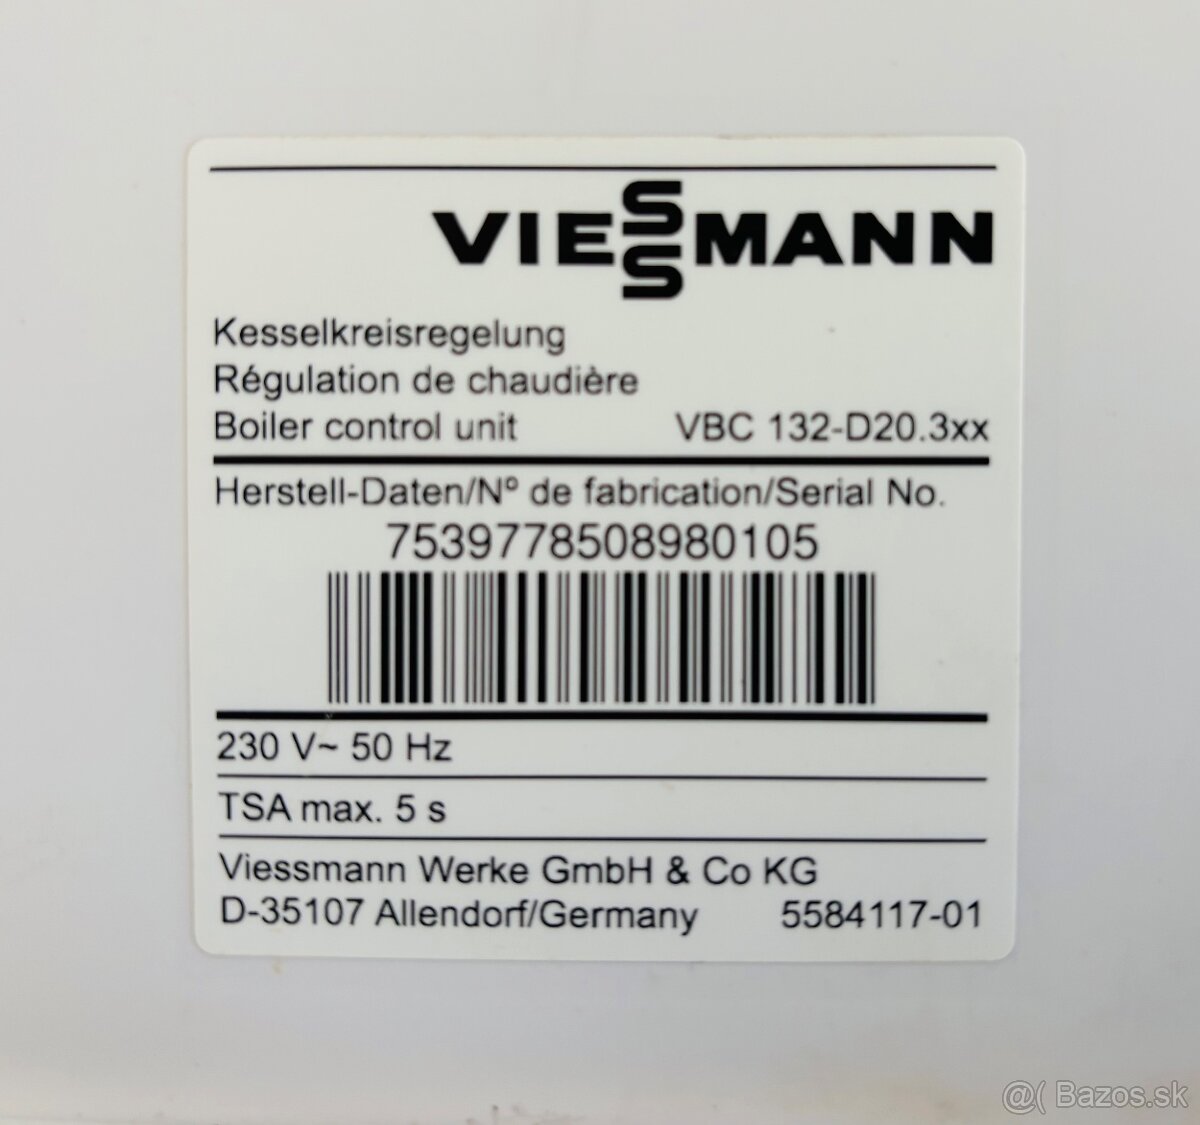 VIESSMANN
Kesselkreisregelung
Régulation de chaudière
Boiler control unit VBC 132-D20.3xx
Herstell-Daten/Nº de fabrication/Serial No.
7539778508980105
230 V~ 50 Hz
TSA max. 5 s
Viessmann Werke GmbH & Co KG
D-35107 Allendorf/Germany 5584117-01
@( Bazos.sk